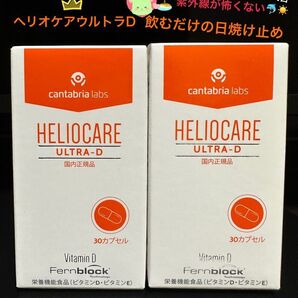 紫外線が怖くない
ヘリオケアウルトラD 飲むだけの日焼け止め
cantabria labs
HELIOCARE
ULTRA-D
国内正規品
30カプセル
Vitamin D
Fernblock
栄養機能食品(ビタミンD・ビタミンE)
cantabria labs
HELIOCARE
ULTRA-D
国内正規品
30カプセル
Vitamin D
Fernblock
栄養機能食品(ビタミンD・ビタミンE)